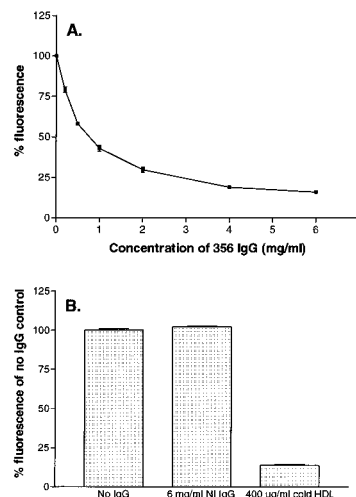 A.
125
100
75
50
25
0
% fluorescence
0 1 2 3 4 5 6
Concentration of 356 IgG (mg/ml)
B.
125
100
75
50
25
0
% fluorescence of no IgG control
No IgG 6 mg/ml NI IgG 400 ug/ml cold HDL